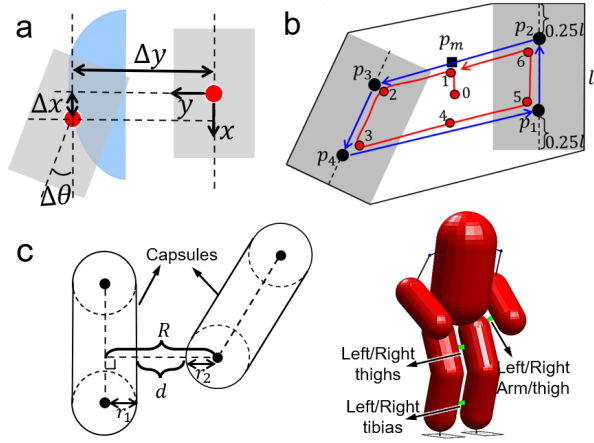 a
Δy
Δx
y
x
Δθ
b
p_m
p_2
0.25l
p_3
1
6
2
0
l
3
4
5
p_1
p_4
0.25l
c
Capsules
R
r_2
d
r_1
Left/Right
thighs
Left/Right
Arm/thigh
Left/Right
tibias